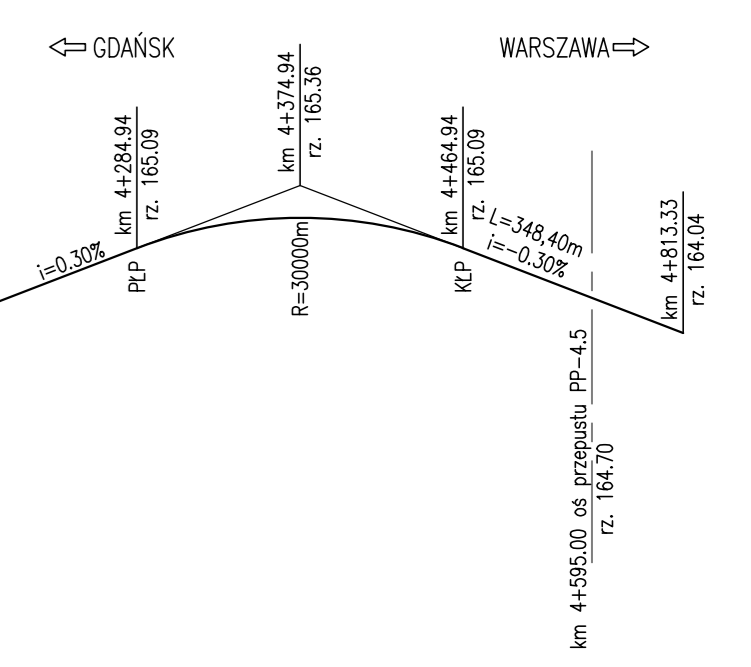 GDAŃSK
WARSZAWA
km 4+284.94
rz. 165.09
km 4+374.94
rz. 165.36
km 4+464.94
rz. 165.09
km 4+813.33
rz. 164.04
i=0.30%
PŁP
R=30000m
KŁP
L=348,40m
i=-0.30%
km 4+595.00 oś przepustu PP-4.5
rz. 164.70